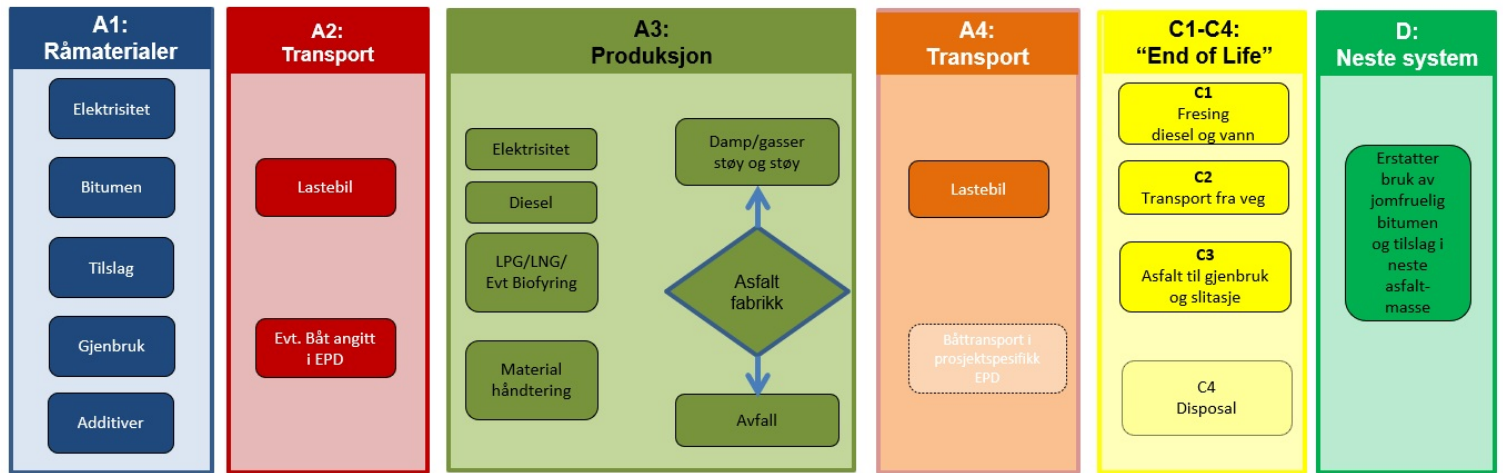 A1:
Råmaterialer
Elektrisitet
Bitumen
Tilslag
Gjenbruk
Additiver
A2:
Transport
Lastebil
Evt. Båt angitt
i EPD
A3:
Produksjon
Elektrisitet
Diesel
LPG/LNG/
Evt Biofyring
Material
håndtering
Damp/gasser
støy og støy
Asfalt
fabrikk
Avfall
A4:
Transport
Lastebil
Båttransport i
prosjektspesifikk
EPD
C1-C4:
“End of Life”
C1
Fresing
diesel og vann
C2
Transport fra veg
C3
Asfalt til gjenbruk
og slitasje
C4
Disposal
D:
Neste system
Erstatter
bruk av
jomfruelig
bitumen
og tilslag i
neste
asfalt-
masse